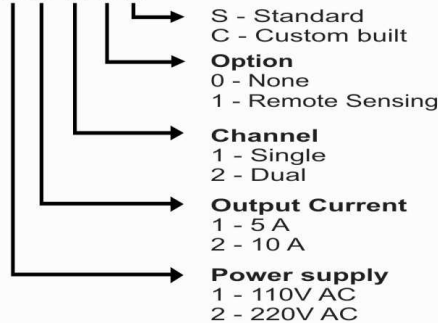 S - Standard
C - Custom built
Option
0 - None
1 - Remote Sensing
Channel
1 - Single
2 - Dual
Output Current
1 - 5 A
2 - 10 A
Power supply
1 - 110V AC
2 - 220V AC